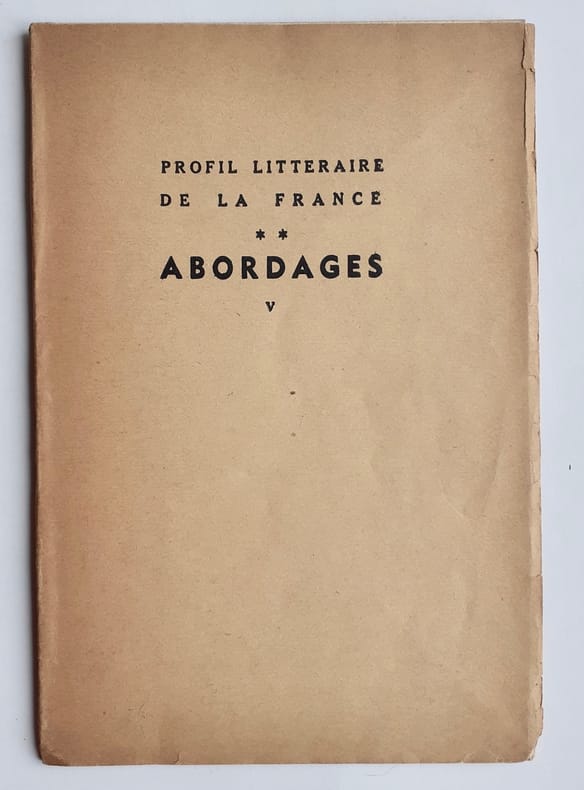 PROFIL LITTERAIRE
DE LA FRANCE
* *
ABORDAGES
V